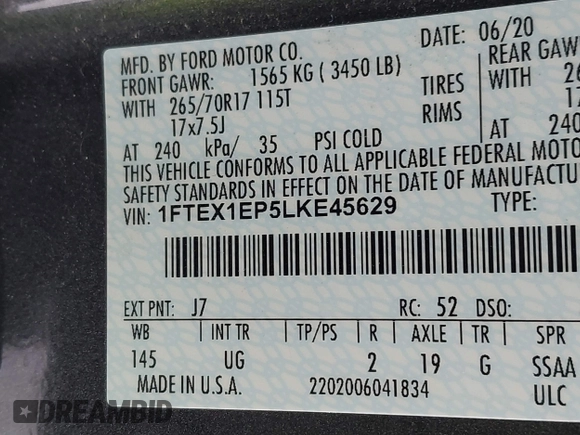 MFD. BY FORD MOTOR CO.
DATE: 06/20
FRONT GAWR: 1565 KG ( 3450 LB)
REAR GAW
WITH 265/70R17 115T
TIRES
WITH 26
17x7.5J
RIMS
17
AT 240 kPa/ 35 PSI COLD
AT 240
THIS VEHICLE CONFORMS TO ALL APPLICABLE FEDERAL MOTO
SAFETY STANDARDS IN EFFECT ON THE DATE OF MANUFACTU
VIN: 1FTEX1EP5LKE45629
TYPE:
EXT PNT: J7
RC: 52 DSO:
WB INT TR TP/PS R AXLE TR SPR
145 UG 2 19 G SSAA
MADE IN U.S.A. 2202006041834 ULC
DREAMBID